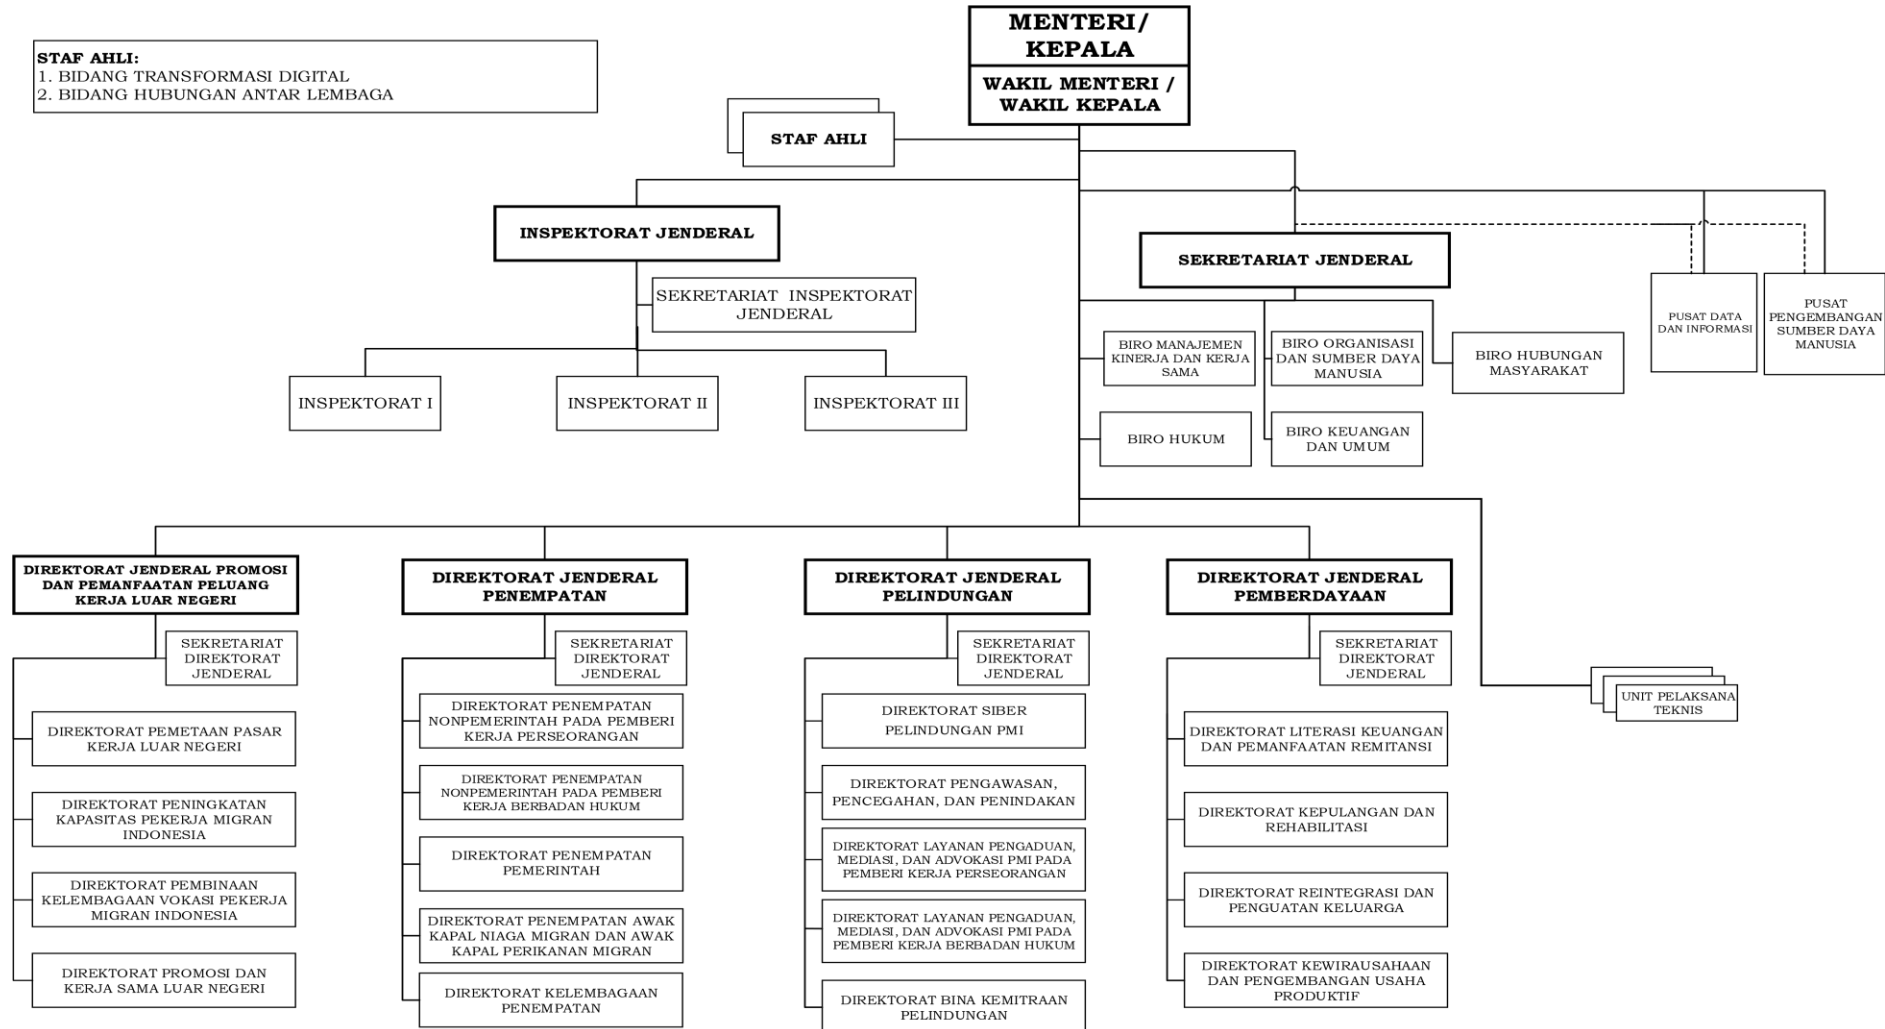 MENTERI/
KEPALA
WAKIL MENTERI /
WAKIL KEPALA
STAF AHLI:
1. BIDANG TRANSFORMASI DIGITAL
2. BIDANG HUBUNGAN ANTAR LEMBAGA
STAF AHLI
INSPEKTORAT JENDERAL
SEKRETARIAT INSPEKTORAT
JENDERAL
INSPEKTORAT I
INSPEKTORAT II
INSPEKTORAT III
SEKRETARIAT JENDERAL
BIRO MANAJEMEN
KINERJA DAN KERJA
SAMA
BIRO ORGANISASI
DAN SUMBER DAYA
MANUSIA
BIRO HUBUNGAN
MASYARAKAT
BIRO HUKUM
BIRO KEUANGAN
DAN UMUM
PUSAT DATA
DAN INFORMASI
PUSAT
PENGEMBANGAN
SUMBER DAYA
MANUSIA
DIREKTORAT JENDERAL PROMOSI
DAN PEMANFAATAN PELUANG
KERJA LUAR NEGERI
SEKRETARIAT
DIREKTORAT
JENDERAL
DIREKTORAT PEMETAAN PASAR
KERJA LUAR NEGERI
DIREKTORAT PENINGKATAN
KAPASITAS PEKERJA MIGRAN
INDONESIA
DIREKTORAT PEMBINAAN
KELEMBAGAAN VOKASI PEKERJA
MIGRAN INDONESIA
DIREKTORAT PROMOSI DAN
KERJA SAMA LUAR NEGERI
DIREKTORAT JENDERAL
PENEMPATAN
SEKRETARIAT
DIREKTORAT
JENDERAL
DIREKTORAT PENEMPATAN
NONPEMERINTAH PADA PEMBERI
KERJA PERSEORANGAN
DIREKTORAT PENEMPATAN
NONPEMERINTAH PADA PEMBERI
KERJA BERBADAN HUKUM
DIREKTORAT PENEMPATAN
PEMERINTAH
DIREKTORAT PENEMPATAN AWAK
KAPAL NIAGA MIGRAN DAN AWAK
KAPAL PERIKANAN MIGRAN
DIREKTORAT KELEMBAGAAN
PENEMPATAN
DIREKTORAT JENDERAL
PELINDUNGAN
SEKRETARIAT
DIREKTORAT
JENDERAL
DIREKTORAT SIBER
PELINDUNGAN PMI
DIREKTORAT PENGAWASAN,
PENCEGAHAN, DAN PENINDAKAN
DIREKTORAT LAYANAN PENGADUAN,
MEDIASI, DAN ADVOKASI PMI PADA
PEMBERI KERJA PERSEORANGAN
DIREKTORAT LAYANAN PENGADUAN,
MEDIASI, DAN ADVOKASI PMI PADA
PEMBERI KERJA BERBADAN HUKUM
DIREKTORAT BINA KEMITRAAN
PELINDUNGAN
DIREKTORAT JENDERAL
PEMBERDAYAAN
SEKRETARIAT
DIREKTORAT
JENDERAL
DIREKTORAT LITERASI KEUANGAN
DAN PEMANFAATAN REMITANSI
DIREKTORAT KEPULANGAN DAN
REHABILITASI
DIREKTORAT REINTEGRASI DAN
PENGUATAN KELUARGA
DIREKTORAT KEWIRAUSAHAAN
DAN PENGEMBANGAN USAHA
PRODUKTIF
UNIT PELAKSANA
TEKNIS